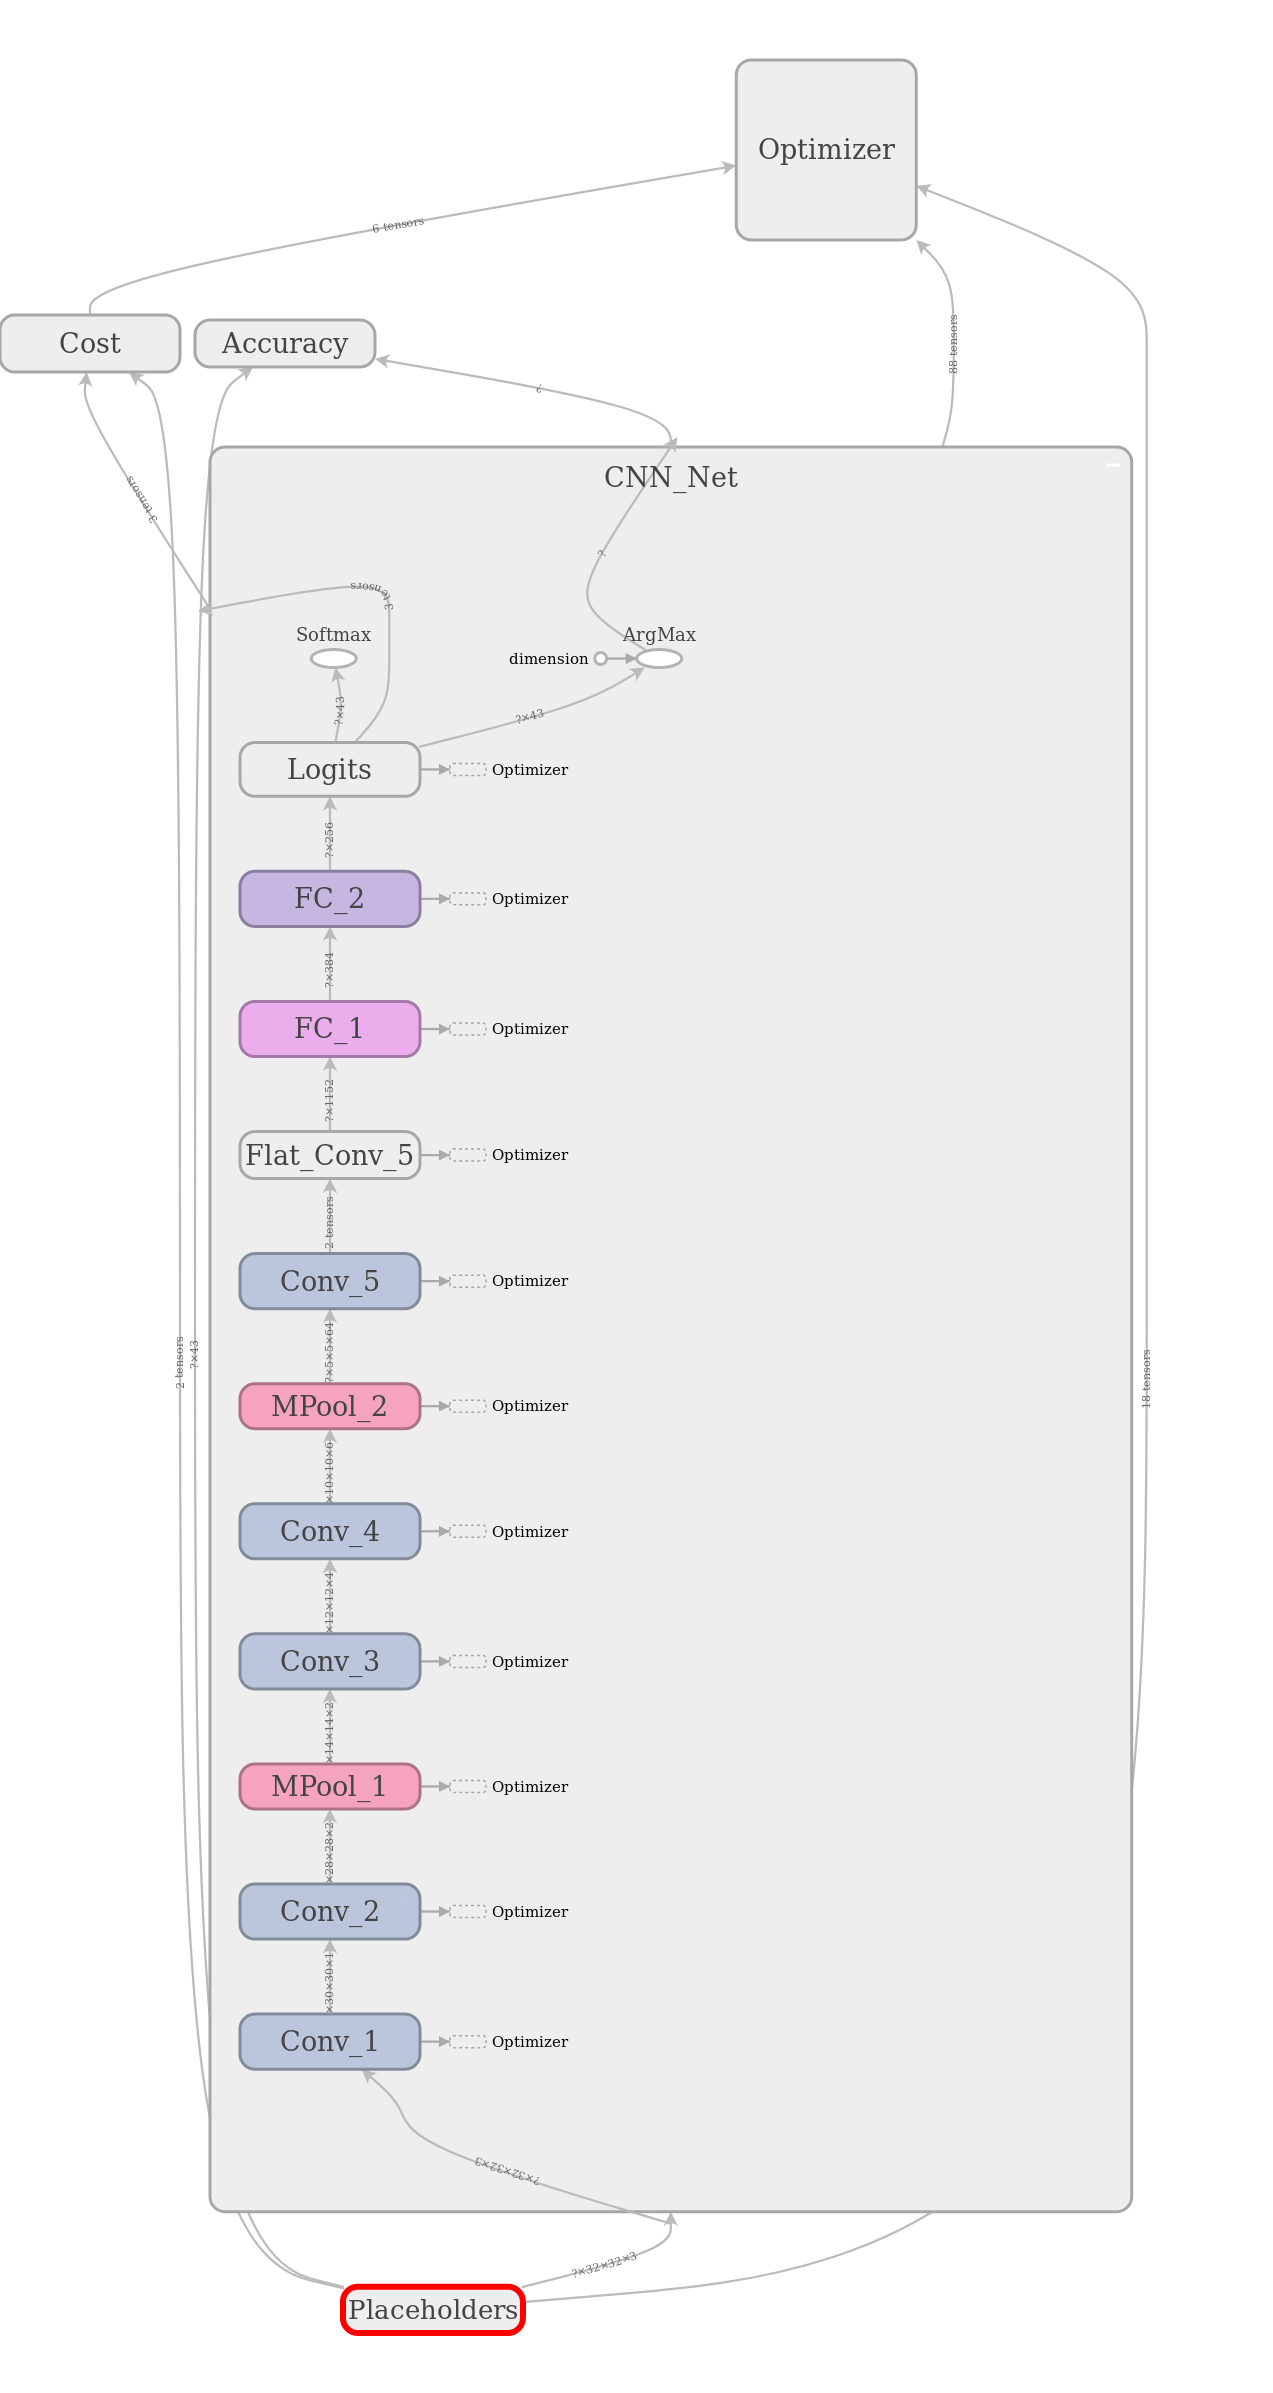 Optimizer
6 tensors
Cost
Accuracy
88 tensors
?
CNN_Net
3 tensors
?
3 tensors
Softmax
ArgMax
dimension
?×43
?×43
Logits
Optimizer
?×256
FC_2
Optimizer
?×384
FC_1
Optimizer
?×1152
Flat_Conv_5
Optimizer
2 tensors
Conv_5
Optimizer
?×5×5×64
2 tensors
?×43
18 tensors
MPool_2
Optimizer
×10×10×6
Conv_4
Optimizer
×12×12×4
Conv_3
Optimizer
×14×14×2
MPool_1
Optimizer
×28×28×2
Conv_2
Optimizer
×30×30×1
Conv_1
Optimizer
?×32×32×3
?×32×32×3
Placeholders